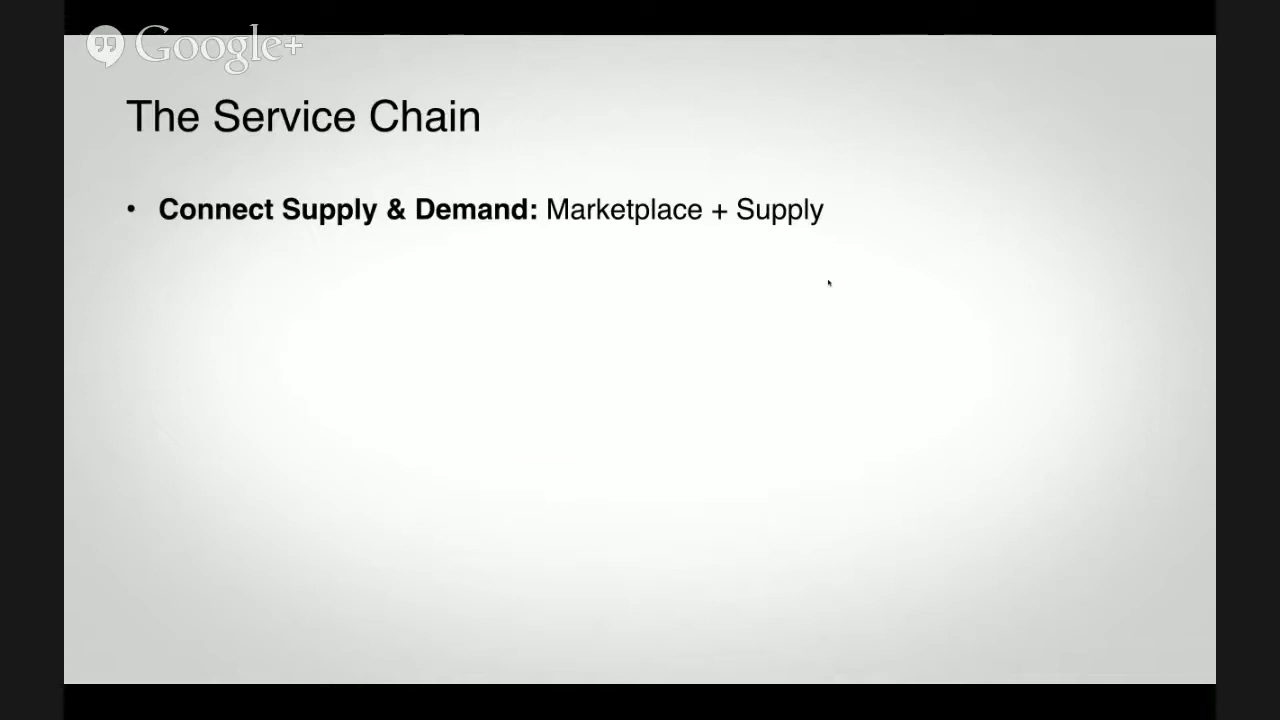 Google+
The Service Chain
• Connect Supply & Demand: Marketplace + Supply